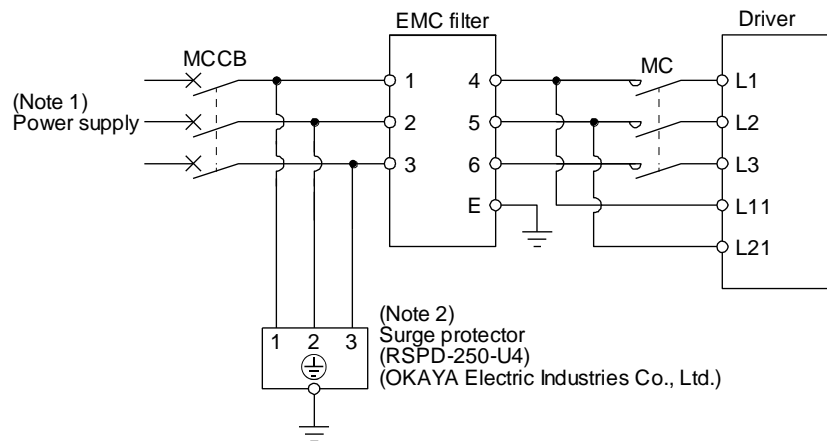 EMC filter
Driver
MCCB
MC
1
4
L1
(Note 1)
Power supply
2
5
L2
3
6
L3
E
L11
L21
(Note 2)
Surge protector
(RSPD-250-U4)
(OKAYA Electric Industries Co., Ltd.)
1 2 3